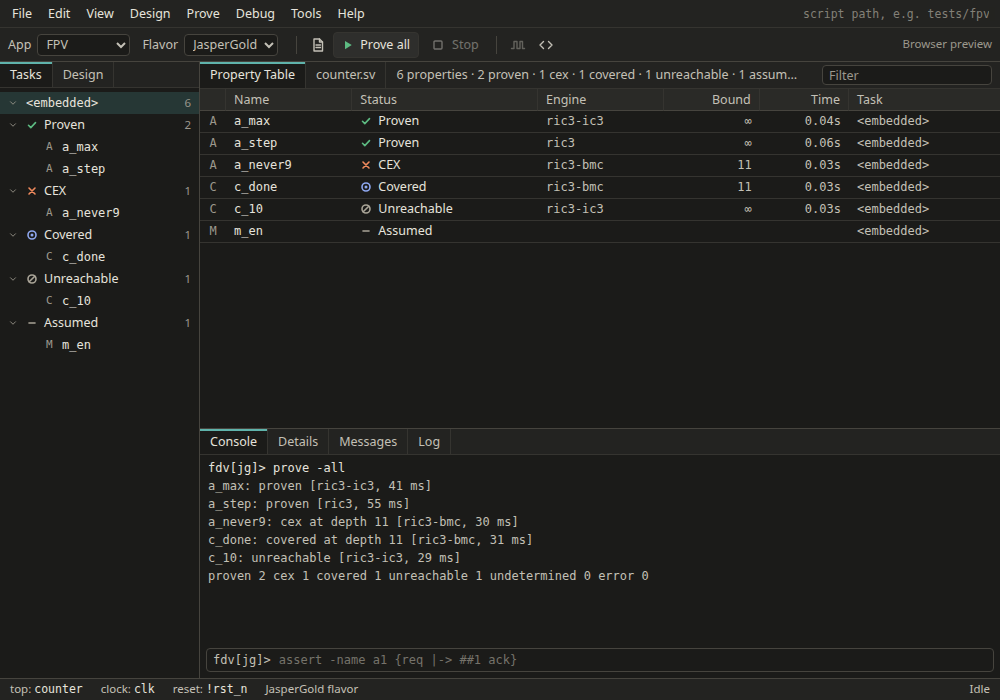 File Edit View Design Prove Debug Tools Help script path, e.g. tests/fpv
App FPV Flavor JasperGold Prove all Stop Browser preview
Tasks Design
<embedded> 6
Proven 2
A a_max
A a_step
CEX 1
A a_never9
Covered 1
C c_done
Unreachable 1
C c_10
Assumed 1
M m_en
Property Table counter.sv 6 properties · 2 proven · 1 cex · 1 covered · 1 unreachable · 1 assum... Filter
Name Status Engine Bound Time Task
A a_max Proven ric3-ic3 ∞ 0.04s <embedded>
A a_step Proven ric3 ∞ 0.06s <embedded>
A a_never9 CEX ric3-bmc 11 0.03s <embedded>
C c_done Covered ric3-bmc 11 0.03s <embedded>
C c_10 Unreachable ric3-ic3 ∞ 0.03s <embedded>
M m_en Assumed <embedded>
Console Details Messages Log
fdv[jg]> prove -all
a_max: proven [ric3-ic3, 41 ms]
a_step: proven [ric3, 55 ms]
a_never9: cex at depth 11 [ric3-bmc, 30 ms]
c_done: covered at depth 11 [ric3-bmc, 31 ms]
c_10: unreachable [ric3-ic3, 29 ms]
proven 2 cex 1 covered 1 unreachable 1 undetermined 0 error 0
fdv[jg]> assert -name a1 {req |-> ##1 ack}
top: counter clock: clk reset: !rst_n JasperGold flavor Idle